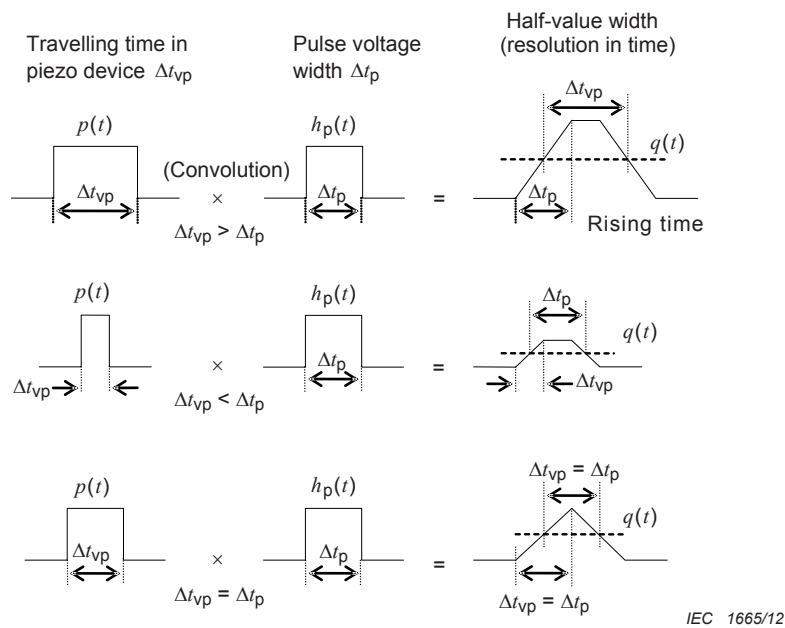 Travelling time in
piezo device Δtvp
Pulse voltage
width Δtp
Half-value width
(resolution in time)
p(t)
(Convolution)
Δtvp
×
Δtvp > Δtp
hp(t)
Δtp
=
Δtvp
q(t)
Δtp
Rising time
p(t)
Δtvp
×
Δtvp < Δtp
hp(t)
Δtp
=
Δtp
q(t)
Δtvp
p(t)
Δtvp
×
Δtvp = Δtp
hp(t)
Δtp
=
Δtvp = Δtp
q(t)
Δtvp = Δtp
IEC 1665/12